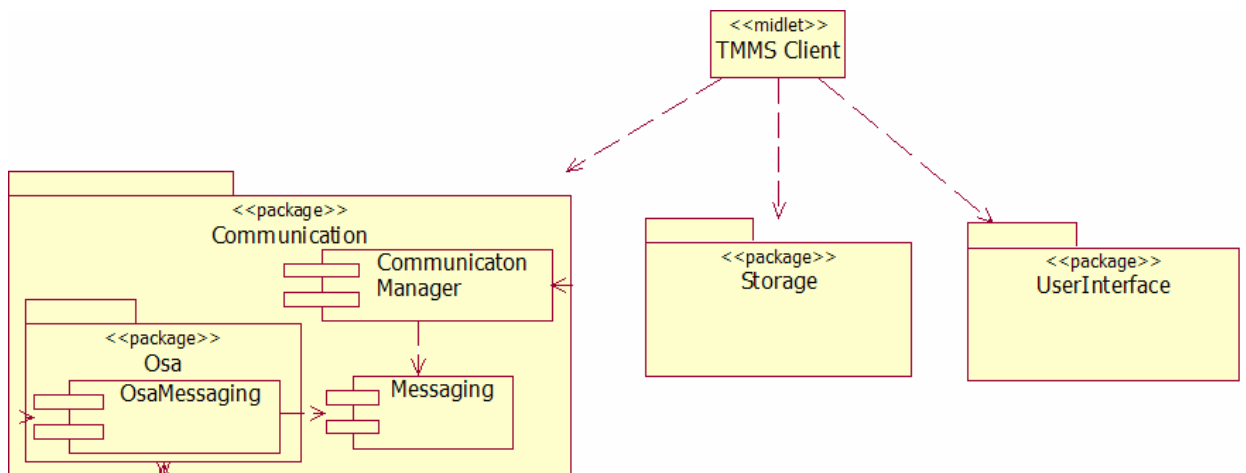 <<midlet>>
TMMS Client
<<package>>
Communication
Communicaton
Manager
<<package>>
Osa
OsaMessaging
Messaging
<<package>>
Storage
<<package>>
UserInterface